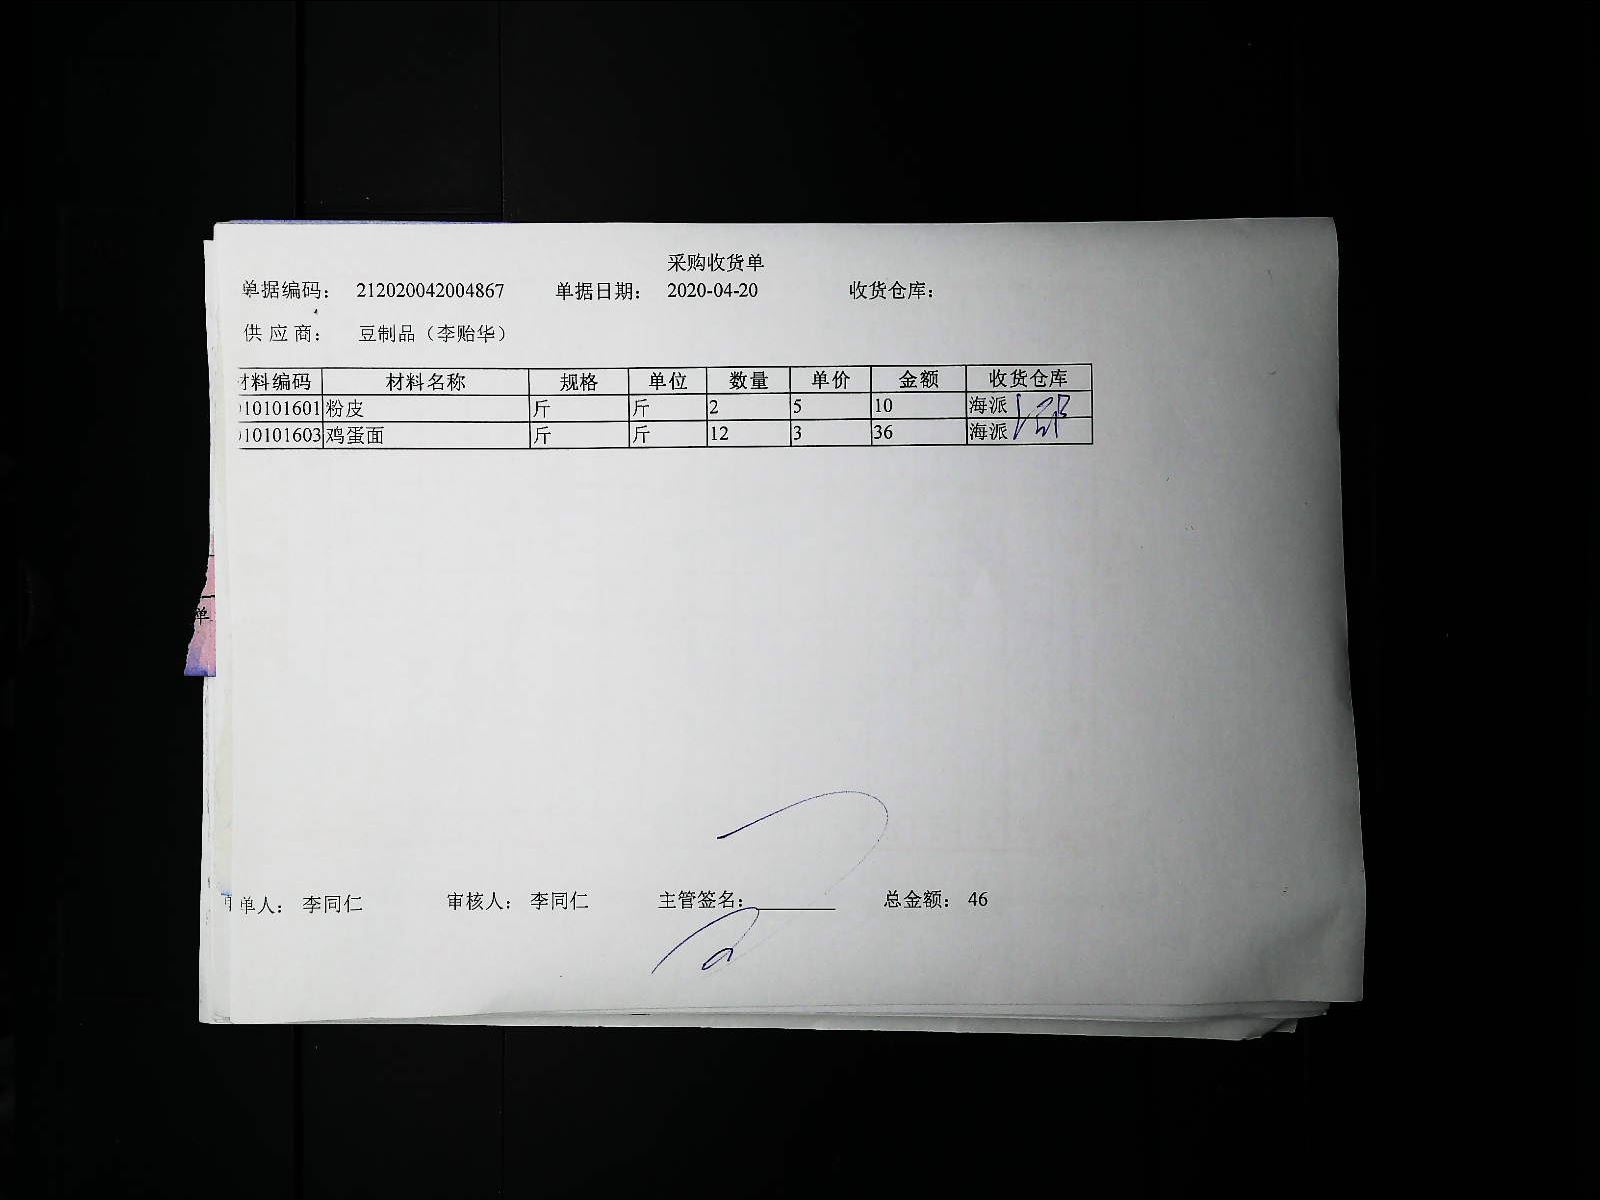 采购收货单
单据编码： 212020042004867 单据日期： 2020-04-20 收货仓库：
供 应 商： 豆制品（李贻华）
材料编码 材料名称 规格 单位 数量 单价 金额 收货仓库
10101601 粉皮 斤 斤 2 5 10 海派
10101603 鸡蛋面 斤 斤 12 3 36 海派
单
单人： 李同仁 审核人： 李同仁 主管签名： 总金额： 46